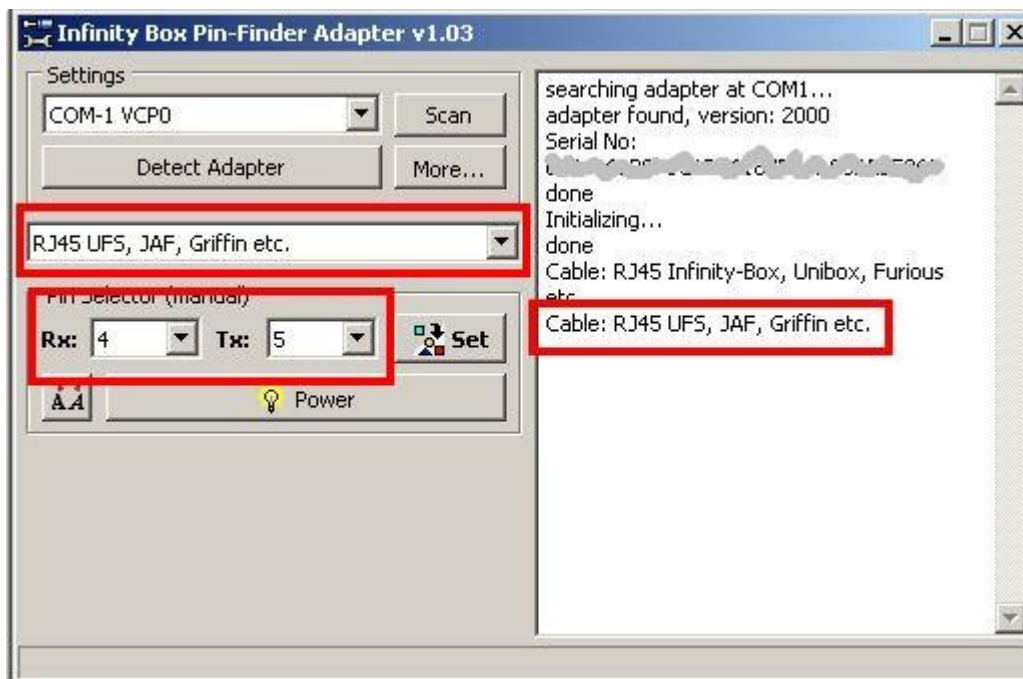 Infinity Box Pin-Finder Adapter v1.03
Settings
COM-1 VCP0
Scan
Detect Adapter
More...
RJ45 UFS, JAF, Griffin etc.
Pin Selector (manual)
Rx: 4 Tx: 5 Set
A.A Power
searching adapter at COM1...
adapter found, version: 2000
Serial No:
done
Initializing...
done
Cable: RJ45 Infinity-Box, Unibox, Furious
etc.
Cable: RJ45 UFS, JAF, Griffin etc.